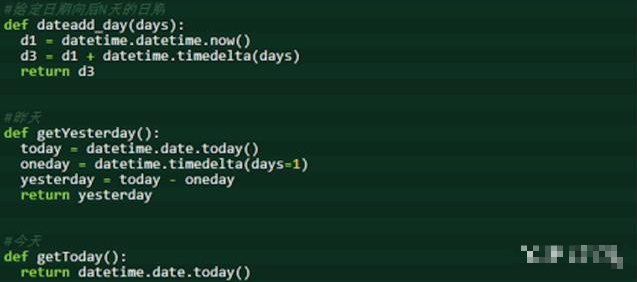 #给定日期向后N天的日期
def dateadd_day(days):
  d1 = datetime.datetime.now()
  d3 = d1 + datetime.timedelta(days)
  return d3
#昨天
def getYesterday():
  today = datetime.date.today()
  oneday = datetime.timedelta(days=1)
  yesterday = today - oneday
  return yesterday
#今天
def getToday():
  return datetime.date.today()